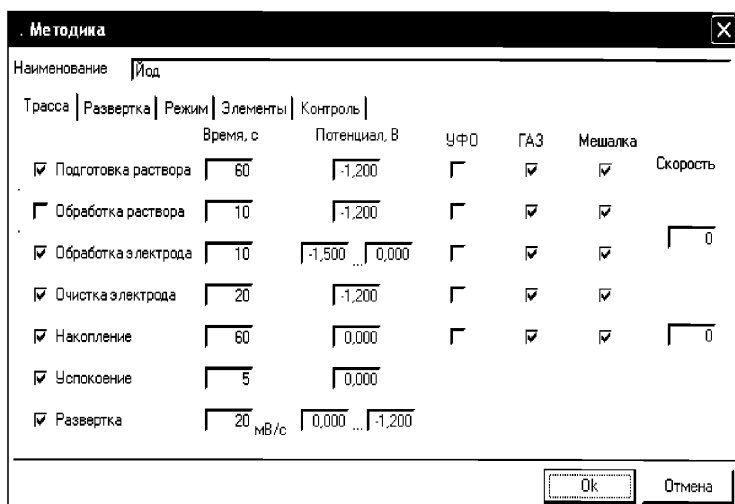 . Методика
Наименование Йод
Трасса Развертка Режим Элементы Контроль
Время, с Потенциал, В УФО ГАЗ Мешалка Скорость
Подготовка раствора 60 -1,200
Обработка раствора 10 -1,200 0
Обработка электрода 10 -1,500 ... 0,000
Очистка электрода 20 -1,200
Накопление 60 0,000 0
Успокоение 5 0,000
Развертка 20 мВ/с 0,000 ... -1,200
Ok Отмена